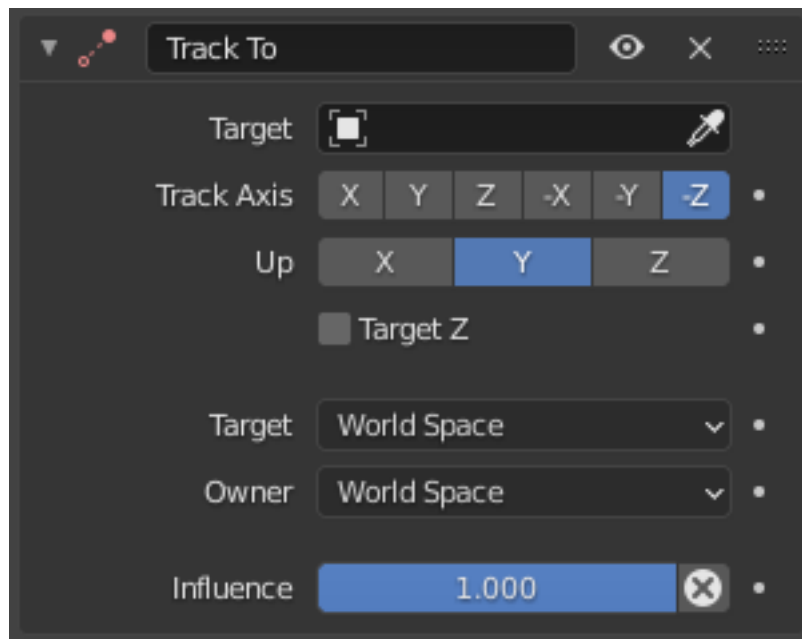 Track To
Target
Track Axis X Y Z -X -Y -Z
Up X Y Z
Target Z
Target World Space
Owner World Space
Influence 1.000